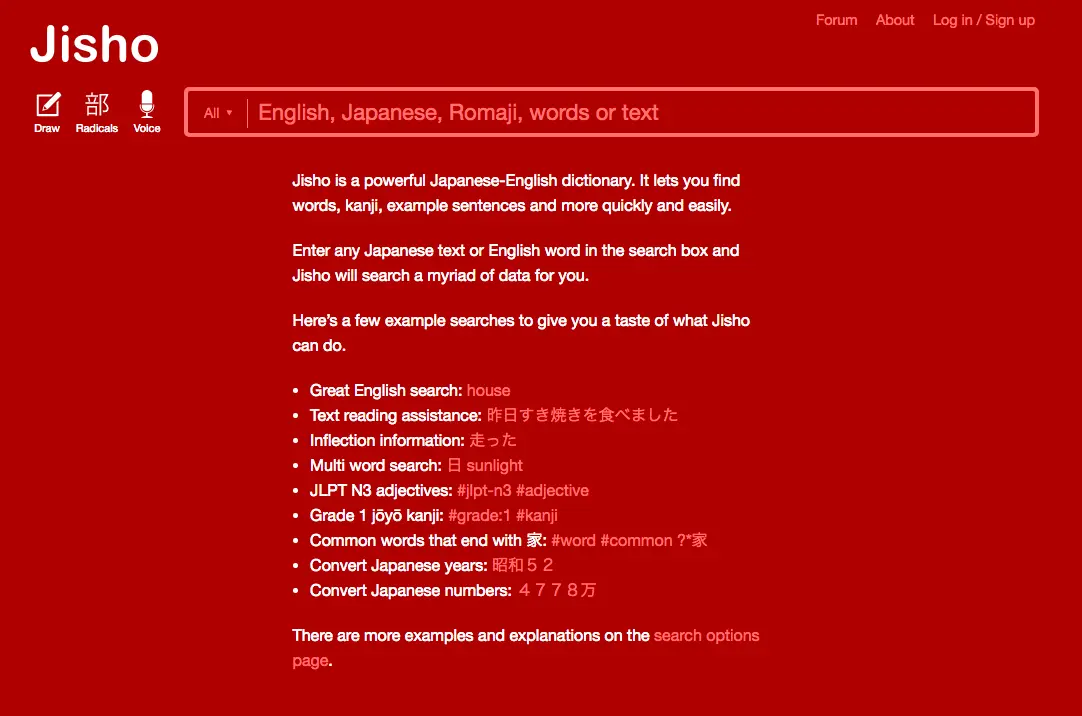 Forum About Log in / Sign up
Jisho
部
Draw Radicals Voice
All ▾ English, Japanese, Romaji, words or text
Jisho is a powerful Japanese-English dictionary. It lets you find
words, kanji, example sentences and more quickly and easily.
Enter any Japanese text or English word in the search box and
Jisho will search a myriad of data for you.
Here’s a few example searches to give you a taste of what Jisho
can do.
• Great English search: house
• Text reading assistance: 昨日すき焼きを食べました
• Inflection information: 走った
• Multi word search: 日 sunlight
• JLPT N3 adjectives: #jlpt-n3 #adjective
• Grade 1 jōyō kanji: #grade:1 #kanji
• Common words that end with 家: #word #common ?*家
• Convert Japanese years: 昭和５２
• Convert Japanese numbers: ４７７８万
There are more examples and explanations on the search options
page.